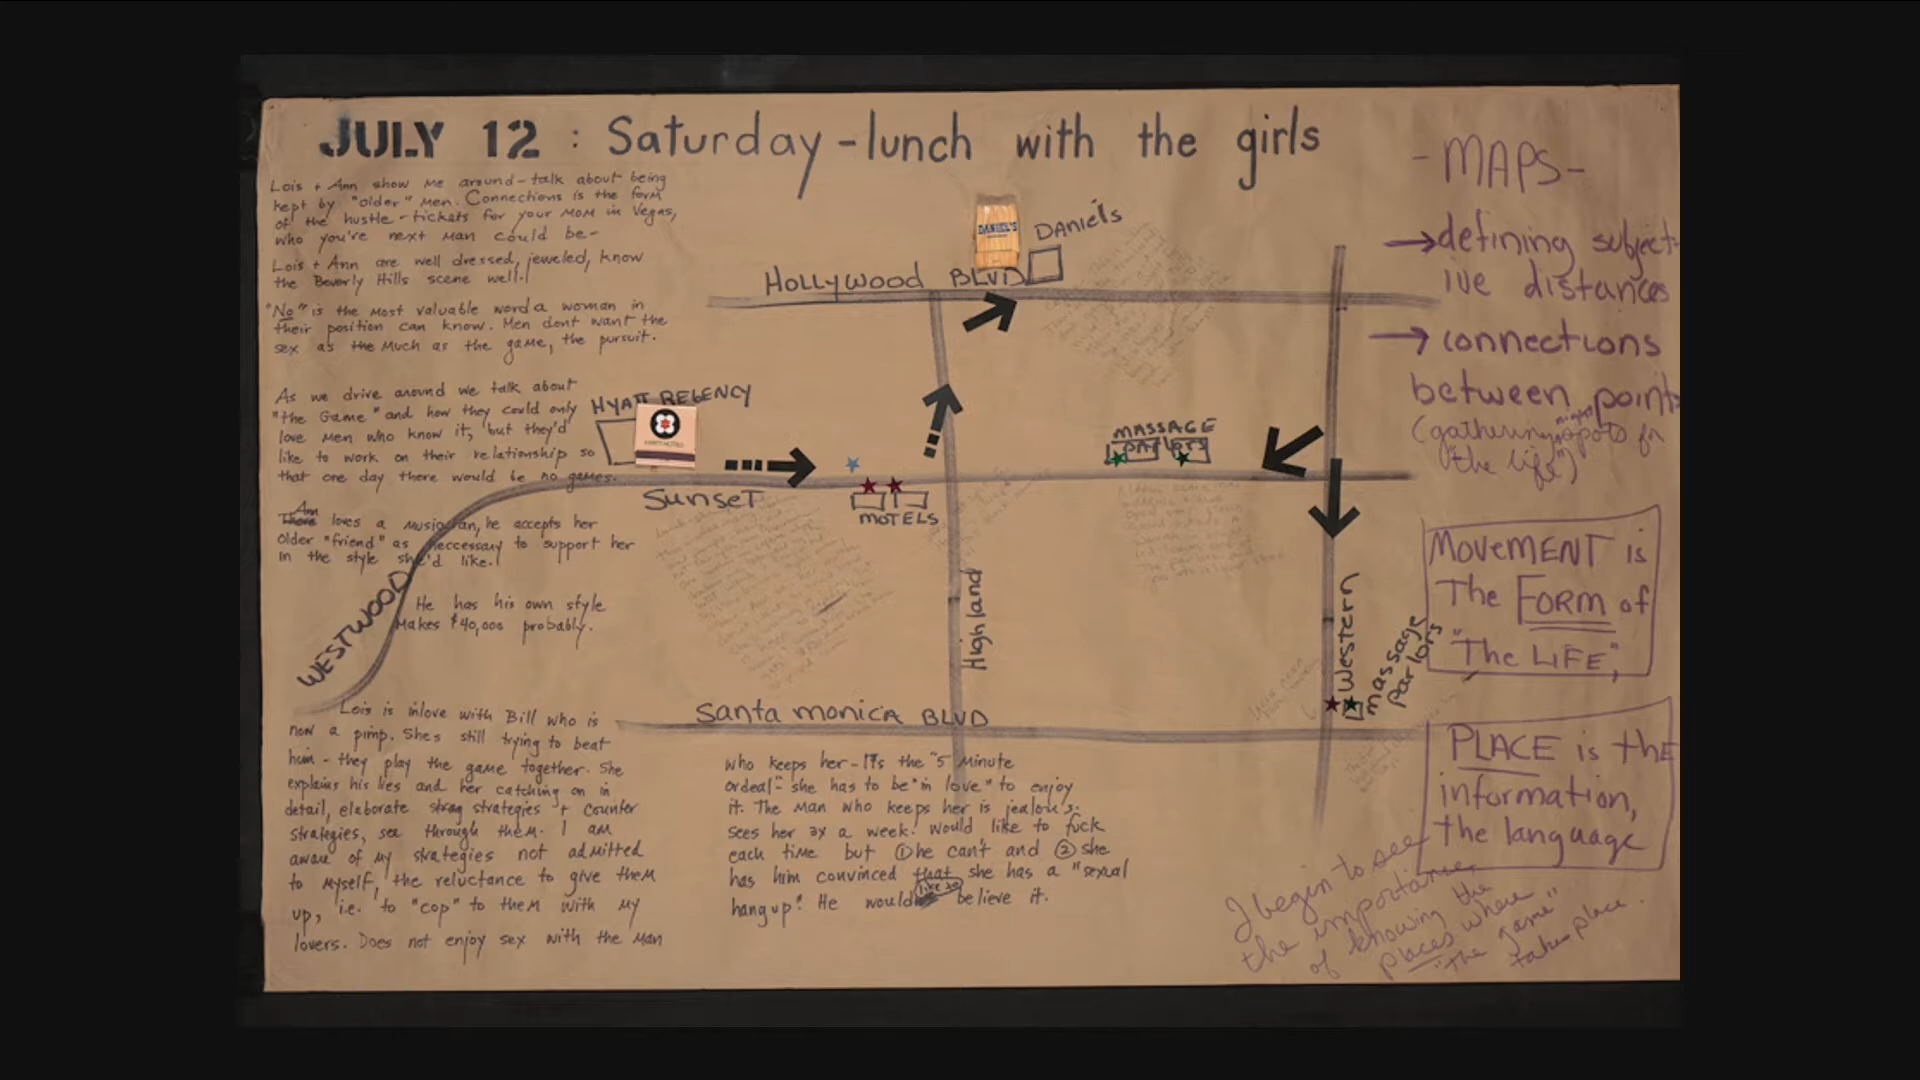 JULY 12 : Saturday - lunch with the girls
Lois + Ann show me around - talk about being
kept by "older" men. Connections is the form
of the hustle - tickets for your mom in Vegas,
who you're next man could be -
Lois + Ann are well dressed, jeweled, know
the Beverly Hills scene well.
"No" is the most valuable word a woman in
their position can know. Men dont want the
sex as the much as the game, the pursuit.
As we drive around we talk about
"the Game" and how they could only
love men who know it, but they'd
like to work on their relationship so
that one day there would be no games.
Ann
There loves a musician, he accepts her
older "friend" as neccessary to support her
in the style she'd like.
He has his own style
Makes $40,000 probably.
Lois is inlove with Bill who is
now a pimp. She's still trying to beat
him - they play the game together. She
explains his lies and her catching on in
detail, elaborate strag strategies + counter
strategies, see through them. I am
aware of my strategies not admitted
to myself, the reluctance to give them
up, i.e. to "cop" to them with my
lovers. Does not enjoy sex with the man
who keeps her - It's the "5 minute
ordeal" - she has to be "in love" to enjoy
it. The man who keeps her is jealous.
Sees her 3x a week. Would like to fuck
each time but ① he can't and ② she
has him convinced that she has a "sexual
hangup". He would like to believe it.
DANIEL'S
Daniels
Hollywood BLVD
HYATT REGENCY
Sunset
MOTELS
MASSAGE
PARLORS
WESTWOOD
Highland
Western
massage
parlors
Santa monica BLVD
- MAPS -
→ defining subject-
ive distances
→ connections
between points
(gathering night spots for
"the life")
MOVEMENT is
The FORM of
"The LIFE",
PLACE is the
information,
the language
I begin to see
the importance
of knowing the
places where
"the game"
takes place.